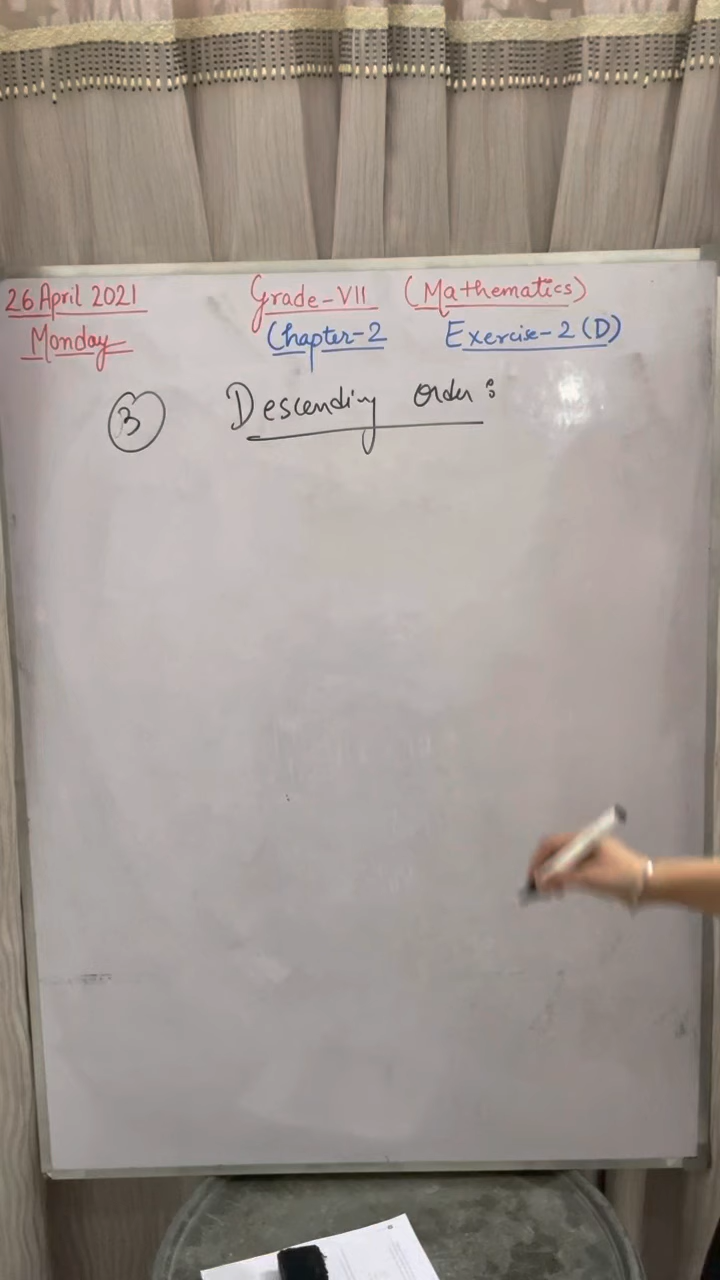 26 April 2021 Grade-VII (Mathematics)
Monday Chapter-2 Exercise-2 (D)
3 Descending order: